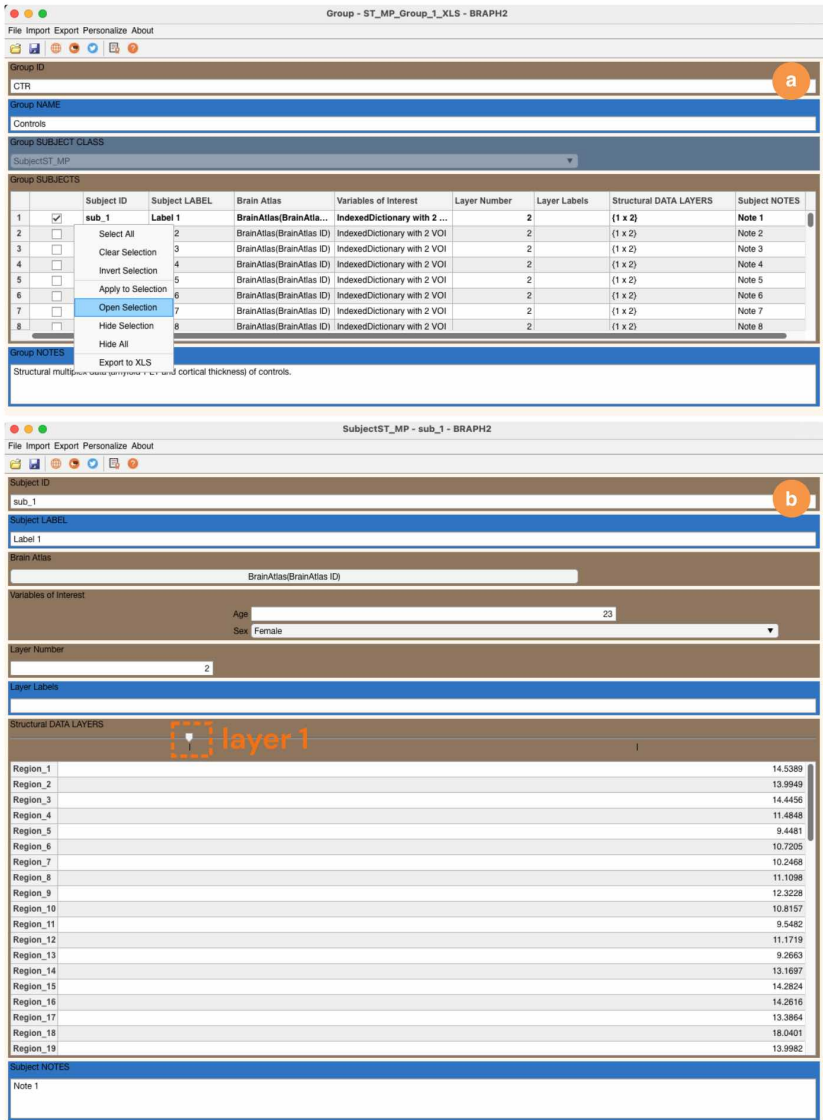 Group - ST_MP_Group_1_XLS - BRAPH2
File Import Export Personalize About
Group ID
a
CTR
Group NAME
Controls
Group SUBJECT CLASS
SubjectST_MP
Group SUBJECTS
Subject ID Subject LABEL Brain Atlas Variables of Interest Layer Number Layer Labels Structural DATA LAYERS Subject NOTES
1 sub_1 Label 1 BrainAtlas(BrainAtla... IndexedDictionary with 2 ... 2 {1 x 2} Note 1
2 Select All 2 BrainAtlas(BrainAtlas ID) IndexedDictionary with 2 VOI 2 {1 x 2} Note 2
3 Clear Selection 3 BrainAtlas(BrainAtlas ID) IndexedDictionary with 2 VOI 2 {1 x 2} Note 3
4 Invert Selection 4 BrainAtlas(BrainAtlas ID) IndexedDictionary with 2 VOI 2 {1 x 2} Note 4
5 Apply to Selection 5 BrainAtlas(BrainAtlas ID) IndexedDictionary with 2 VOI 2 {1 x 2} Note 5
6 Open Selection 6 BrainAtlas(BrainAtlas ID) IndexedDictionary with 2 VOI 2 {1 x 2} Note 6
7 7 BrainAtlas(BrainAtlas ID) IndexedDictionary with 2 VOI 2 {1 x 2} Note 7
8 Hide Selection 8 BrainAtlas(BrainAtlas ID) IndexedDictionary with 2 VOI 2 {1 x 2} Note 8
Hide All
Group NOTES
Export to XLS
Structural multiplex data (amyloid PET and cortical thickness) of controls.
SubjectST_MP - sub_1 - BRAPH2
File Import Export Personalize About
Subject ID
b
sub_1
Subject LABEL
Label 1
Brain Atlas
BrainAtlas(BrainAtlas ID)
Variables of Interest
Age 23
Sex Female
Layer Number
2
Layer Labels
Structural DATA LAYERS
layer 1
Region_1 14.5389
Region_2 13.9949
Region_3 14.4456
Region_4 11.4848
Region_5 9.4481
Region_6 10.7205
Region_7 10.2468
Region_8 11.1098
Region_9 12.3228
Region_10 10.8157
Region_11 9.5482
Region_12 11.1719
Region_13 9.2663
Region_14 13.1697
Region_15 14.2824
Region_16 14.2616
Region_17 13.3864
Region_18 18.0401
Region_19 13.9982
Subject NOTES
Note 1